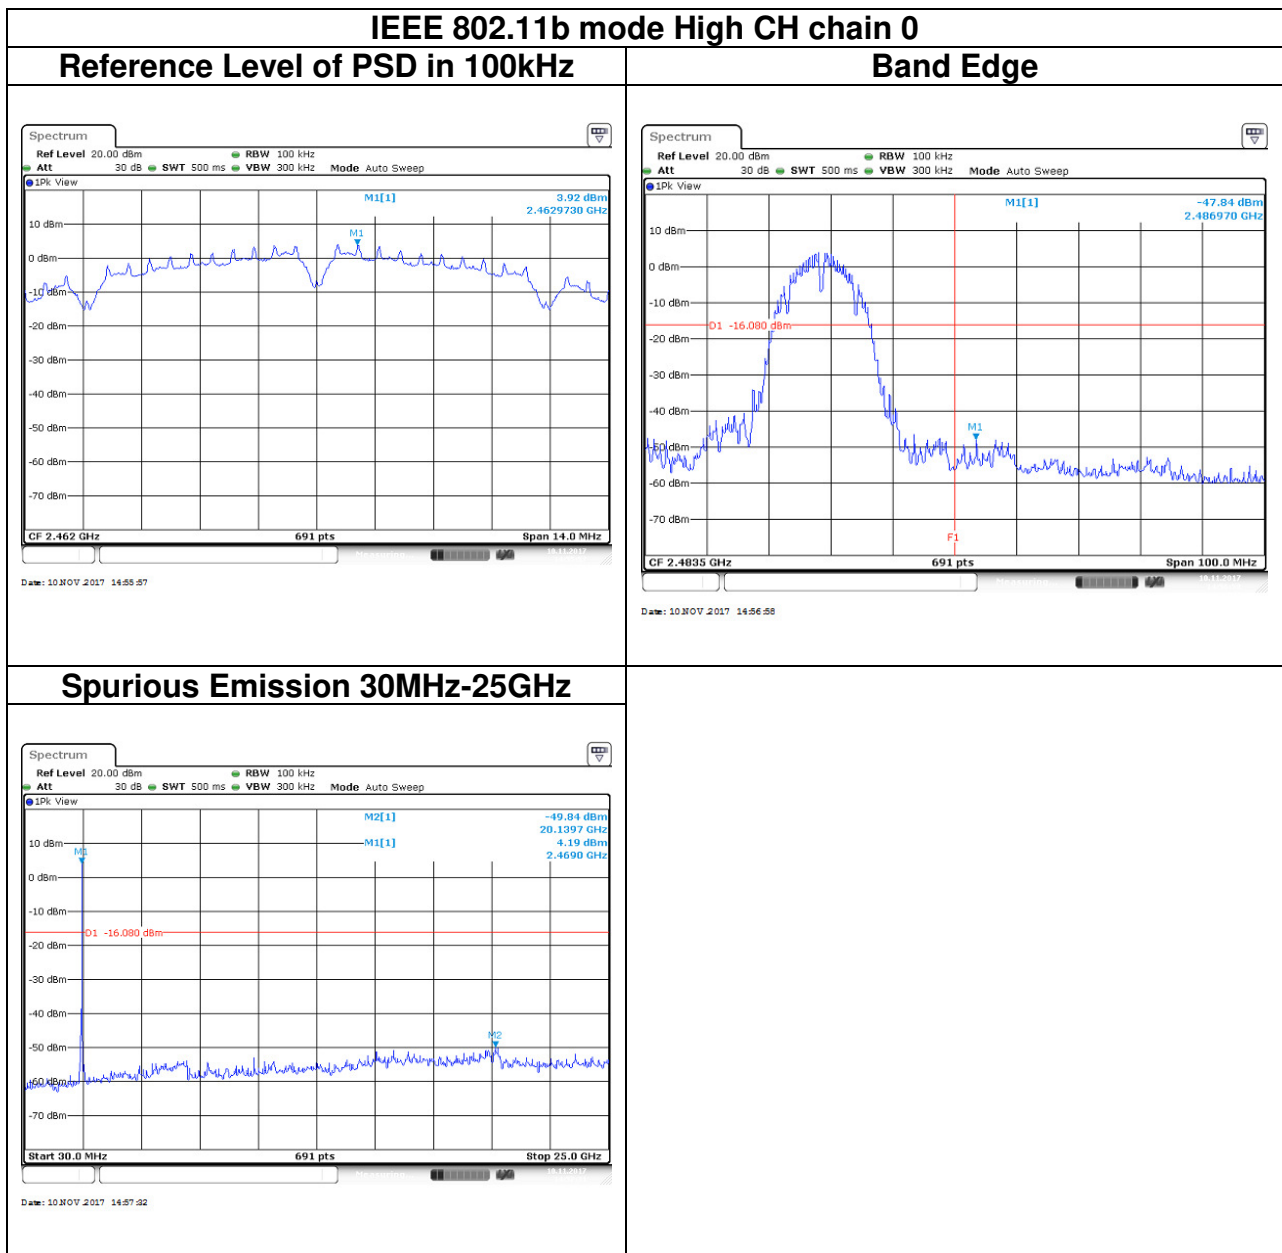 IEEE 802.11b mode High CH chain 0
Reference Level of PSD in 100kHz
Band Edge
Spectrum
Ref Level 20.00 dBm RBW 100 kHz
Att 30 dB SWT 500 ms VBW 300 kHz Mode Auto Sweep
1Pk View
M1[1] 3.92 dBm
2.4629730 GHz
M1
10 dBm
0 dBm
-10 dBm
-20 dBm
-30 dBm
-40 dBm
-50 dBm
-60 dBm
-70 dBm
CF 2.462 GHz 691 pts Span 14.0 MHz
Date: 10.NOV.2017 14:55:57
Spectrum
Ref Level 20.00 dBm RBW 100 kHz
Att 30 dB SWT 500 ms VBW 300 kHz Mode Auto Sweep
1Pk View
M1[1] -47.84 dBm
2.486970 GHz
10 dBm
0 dBm
-10 dBm
D1 -16.080 dBm
-20 dBm
-30 dBm
-40 dBm
M1
-50 dBm
-60 dBm
-70 dBm
F1
CF 2.4835 GHz 691 pts Span 100.0 MHz
Date: 10.NOV.2017 14:56:58
Spurious Emission 30MHz-25GHz
Spectrum
Ref Level 20.00 dBm RBW 100 kHz
Att 30 dB SWT 500 ms VBW 300 kHz Mode Auto Sweep
1Pk View
M2[1] -49.84 dBm
20.1397 GHz
10 dBm M1[1] 4.19 dBm
M1 2.4690 GHz
0 dBm
-10 dBm
D1 -16.080 dBm
-20 dBm
-30 dBm
-40 dBm
M2
-50 dBm
-60 dBm
-70 dBm
Start 30.0 MHz 691 pts Stop 25.0 GHz
Date: 10.NOV.2017 14:57:32